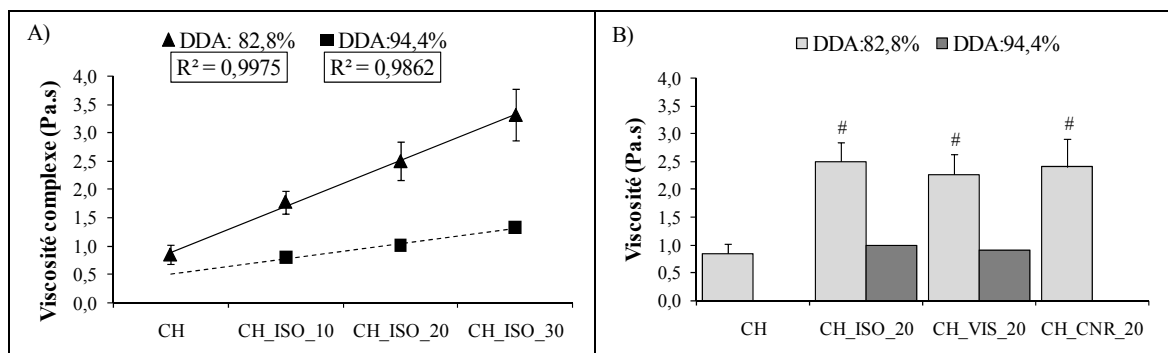 A)
DDA: 82,8% DDA:94,4%
R² = 0,9975 R² = 0,9862
Viscosité complexe (Pa.s)
4,0
3,5
3,0
2,5
2,0
1,5
1,0
0,5
0,0
CH CH_ISO_10 CH_ISO_20 CH_ISO_30
B)
DDA:82,8% DDA:94,4%
Viscosité (Pa.s)
4,0
3,5
3,0
2,5
2,0
1,5
1,0
0,5
0,0
# # #
CH CH_ISO_20 CH_VIS_20 CH_CNR_20